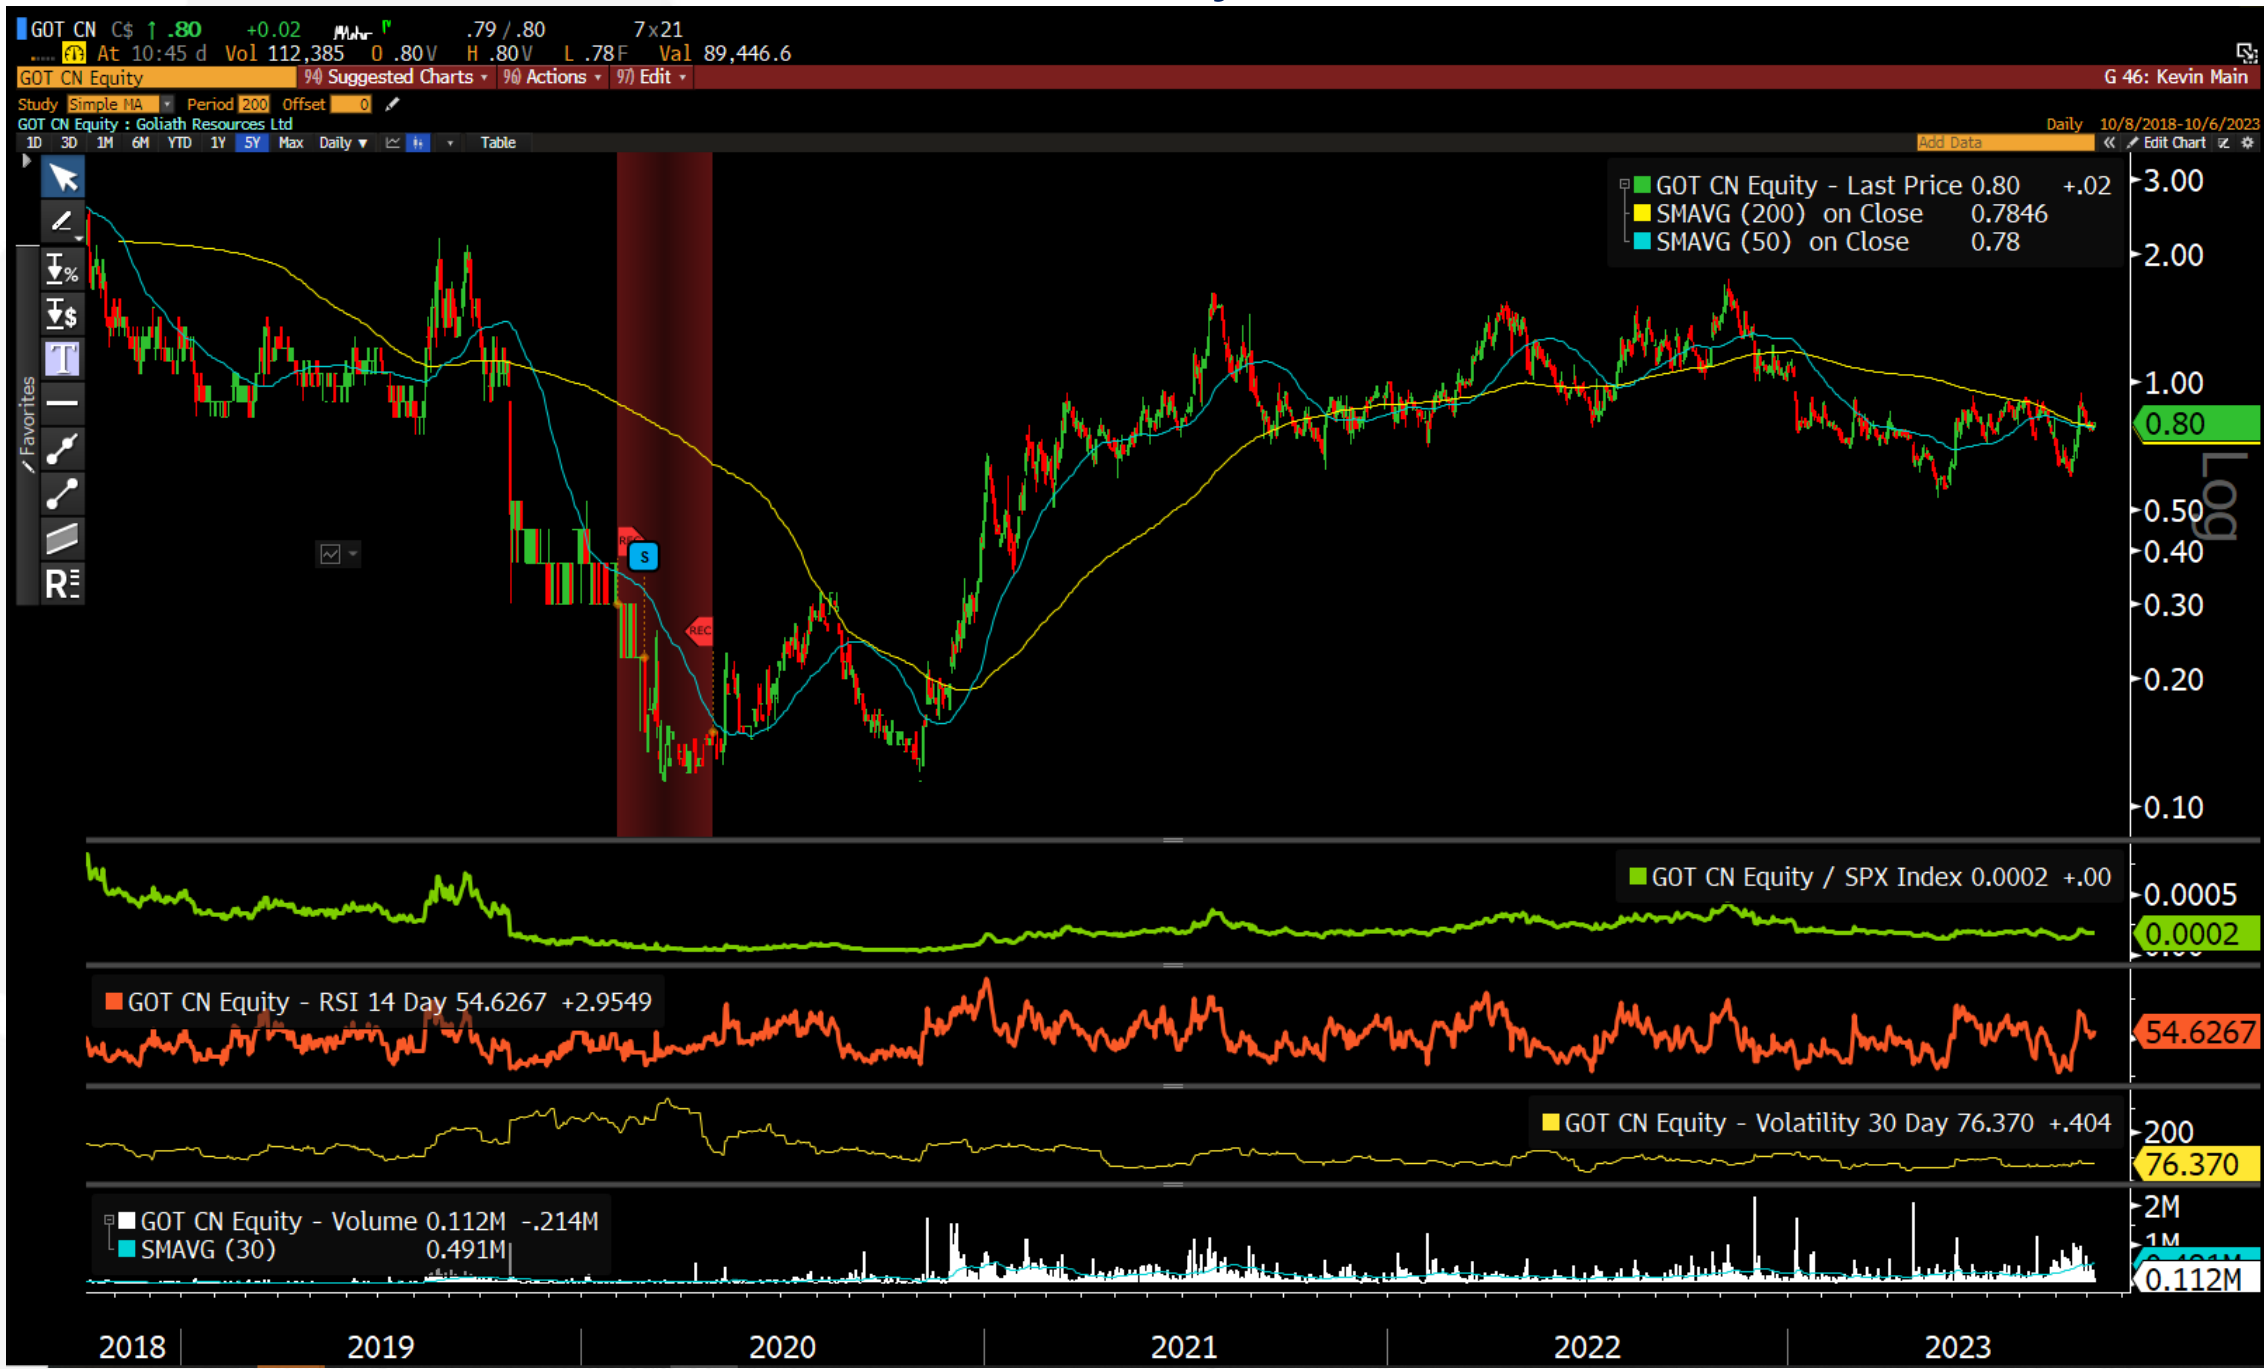 GOT CN C$ ↑ .80 +0.02 .79 / .80 7x21
At 10:45 d Vol 112,385 O .80V H .80V L .78F Val 89,446.6
GOT CN Equity 94) Suggested Charts 96) Actions 97) Edit G 46: Kevin Main
Study Simple MA Period 200 Offset 0
GOT CN Equity : Goliath Resources Ltd
Daily 10/8/2018-10/6/2023
1D 3D 1M 6M YTD 1Y 5Y Max Daily ▼ Table Add Data « Edit Chart
GOT CN Equity - Last Price 0.80 +.02
SMAVG (200) on Close 0.7846
SMAVG (50) on Close 0.78
%
$
T
R
Favorites
3.00
2.00
1.00
0.80
0.50
0.40
0.30
0.20
0.10
Log
S
REC
GOT CN Equity / SPX Index 0.0002 +.00
0.0005
0.0002
GOT CN Equity - RSI 14 Day 54.6267 +2.9549
54.6267
GOT CN Equity - Volatility 30 Day 76.370 +.404
200
76.370
GOT CN Equity - Volume 0.112M -.214M
SMAVG (30) 0.491M
2M
1M
0.112M
2018 2019 2020 2021 2022 2023